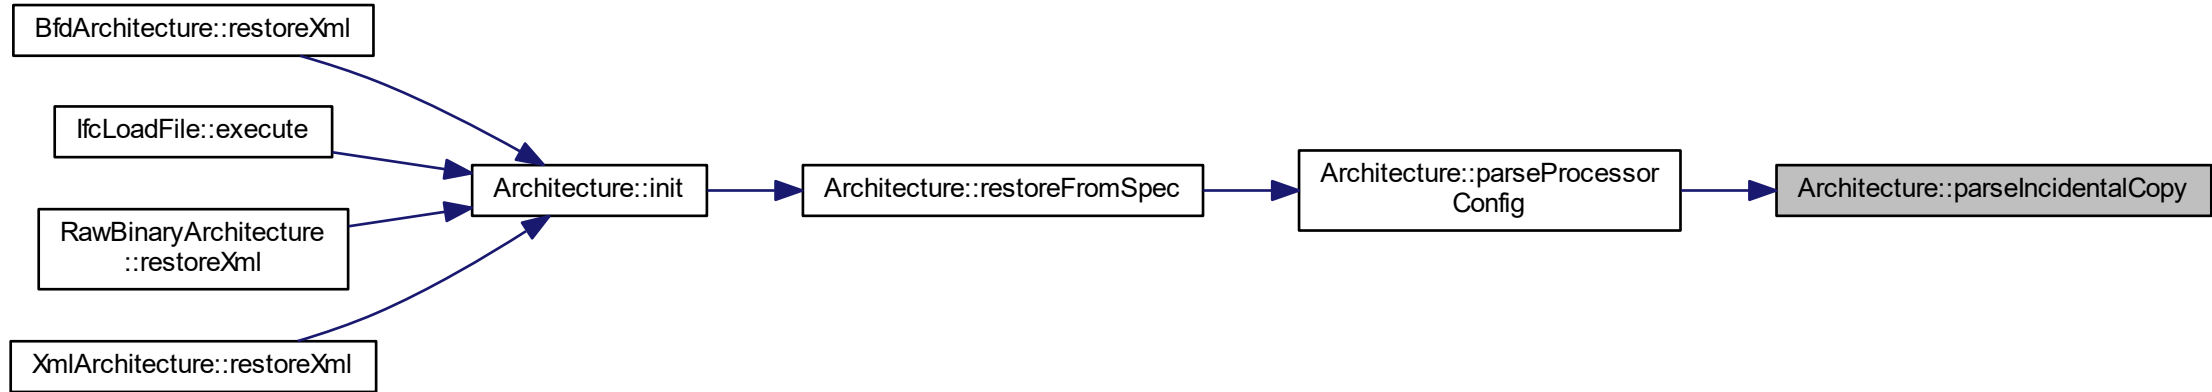 BfdArchitecture::restoreXml
IfcLoadFile::execute
RawBinaryArchitecture
::restoreXml
XmlArchitecture::restoreXml
Architecture::init
Architecture::restoreFromSpec
Architecture::parseProcessor
Config
Architecture::parseIncidentalCopy